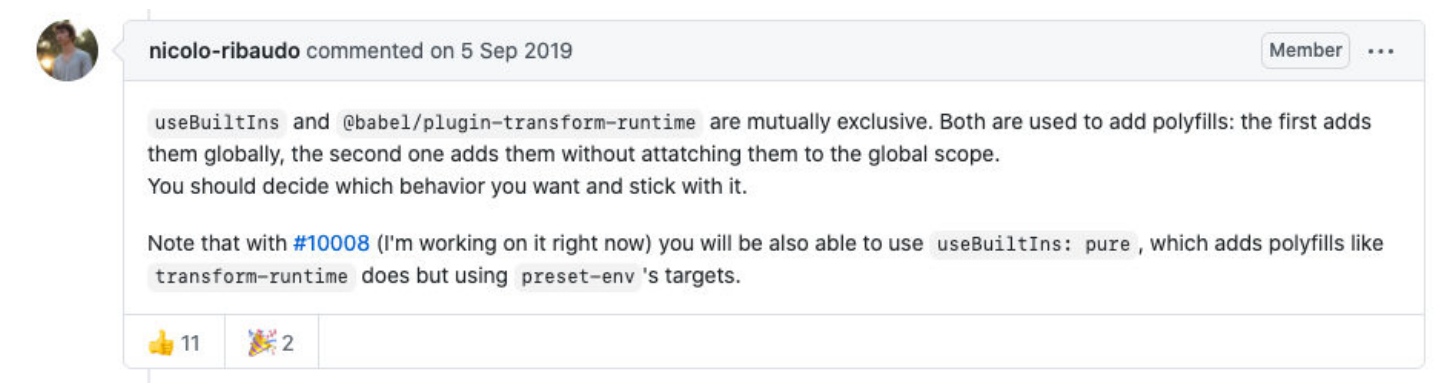 nicolo-ribaudo commented on 5 Sep 2019
Member
useBuiltIns and @babel/plugin-transform-runtime are mutually exclusive. Both are used to add polyfills: the first adds
them globally, the second one adds them without attatching them to the global scope.
You should decide which behavior you want and stick with it.
Note that with #10008 (I'm working on it right now) you will be also able to use useBuiltIns: pure, which adds polyfills like
transform-runtime does but using preset-env's targets.
👍 11 🎉 2